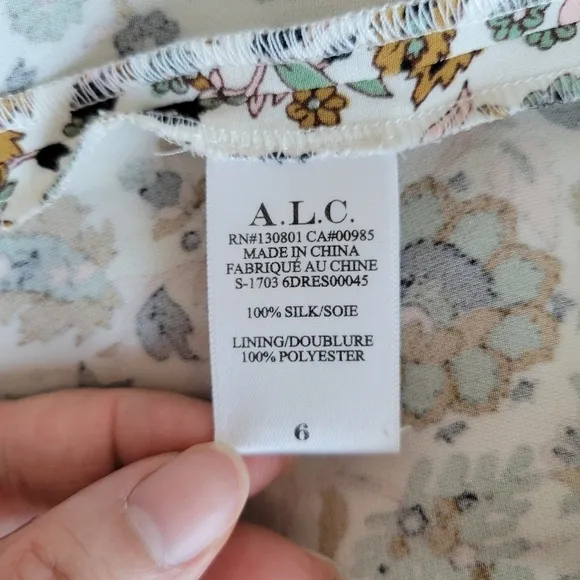 A.L.C.
RN#130801 CA#00985
MADE IN CHINA
FABRIQUÉ AU CHINE
S-1703 6DRES00045
100% SILK/SOIE
LINING/DOUBLURE
100% POLYESTER
6